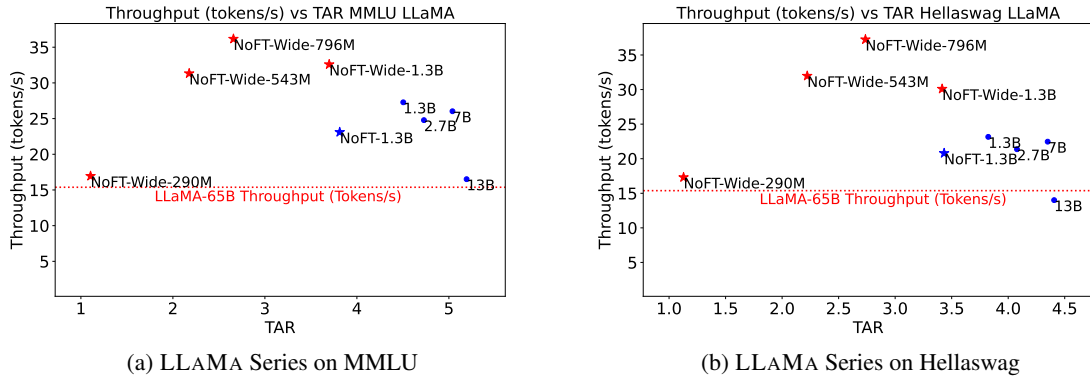 Throughput (tokens/s) vs TAR MMLU LLaMA
Throughput (tokens/s)
35
30
25
20
15
10
5
NoFT-Wide-796M
NoFT-Wide-543M
NoFT-Wide-1.3B
1.3B
2.7B
7B
NoFT-1.3B
NoFT-Wide-290M
13B
LLaMA-65B Throughput (Tokens/s)
1 2 3 4 5
TAR
(a) LLAMA Series on MMLU
Throughput (tokens/s) vs TAR Hellaswag LLaMA
Throughput (tokens/s)
35
30
25
20
15
10
5
NoFT-Wide-796M
NoFT-Wide-543M
NoFT-Wide-1.3B
1.3B
2.7B
7B
NoFT-1.3B
NoFT-Wide-290M
LLaMA-65B Throughput (Tokens/s)
13B
1.0 1.5 2.0 2.5 3.0 3.5 4.0 4.5
TAR
(b) LLAMA Series on Hellaswag